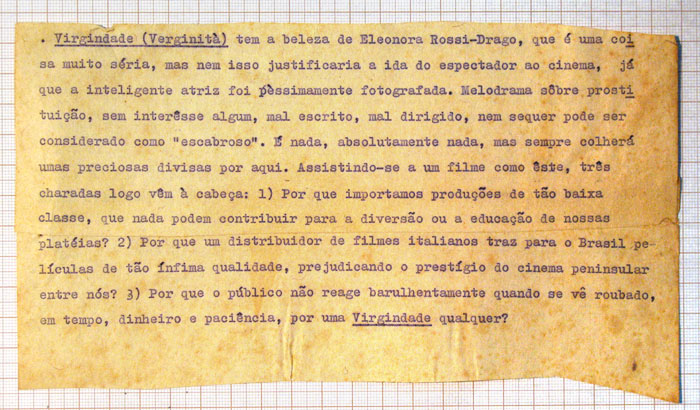 . Virgindade (Verginità) tem a beleza de Eleonora Rossi-Drago, que é uma coi
sa muito séria, mas nem isso justificaria a ida do espectador ao cinema, já
que a inteligente atriz foi pèssimamente fotografada. Melodrama sôbre prosti
tuição, sem interêsse algum, mal escrito, mal dirigido, nem sequer pode ser
considerado como "escabroso". É nada, absolutamente nada, mas sempre colherá
umas preciosas divisas por aqui. Assistindo-se a um filme como êste, três
charadas logo vêm à cabeça: 1) Por que importamos produções de tão baixa
classe, que nada podem contribuir para a diversão ou a educação de nossas
platéias? 2) Por que um distribuidor de filmes italianos traz para o Brasil pe-
lículas de tão ínfima qualidade, prejudicando o prestígio do cinema peninsular
entre nós? 3) Por que o público não reage barulhentamente quando se vê roubado,
em tempo, dinheiro e paciência, por uma Virgindade qualquer?